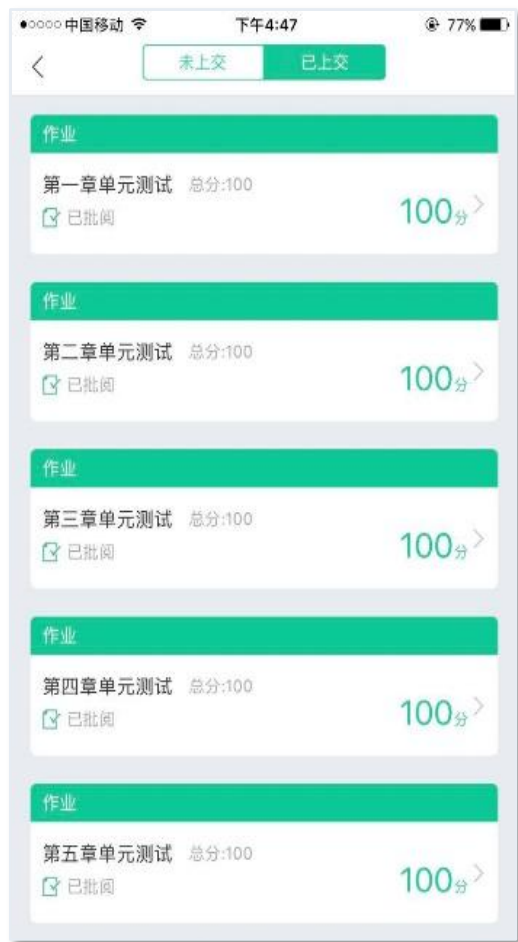 中国移动 下午4:47 77%
未上交 已上交
作业
第一章单元测试 总分:100
已批阅 100分
作业
第二章单元测试 总分:100
已批阅 100分
作业
第三章单元测试 总分:100
已批阅 100分
作业
第四章单元测试 总分:100
已批阅 100分
作业
第五章单元测试 总分:100
已批阅 100分